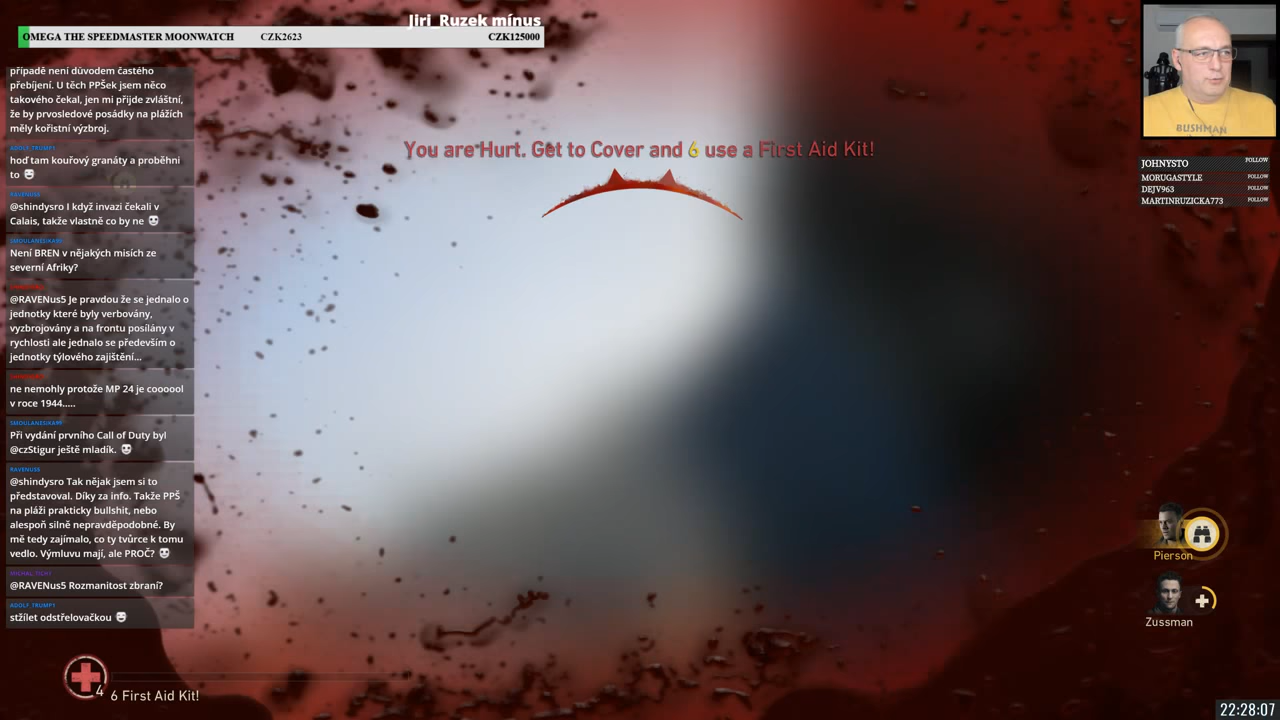 Jiri_Ruzek mínus
OMEGA THE SPEEDMASTER MOONWATCH CZK2623 CZK125000
případě není důvodem častého
přebíjení. U těch PPŠek jsem něco
takového čekal, jen mi přijde zvláštní,
že by prvosledové posádky na plážích
měly kořistní výzbroj.
ADOLF_TRUMP1
hoď tam kouřový granáty a proběhni
to
RAVENUS5
@shindysro I když invazi čekali v
Calais, takže vlastně co by ne
Není BREN v nějakých misích ze
severní Afriky?
@RAVENus5 Je pravdou že se jednalo o
jednotky které byly verbovány,
vyzbrojovány a na frontu posílány v
rychlosti ale jednalo se především o
jednotky týlového zajištění...
ne nemohly protože MP 24 je coooool
v roce 1944.....
Při vydání prvního Call of Duty byl
@czStigur ještě mladík.
RAVENUS5
@shindysro Tak nějak jsem si to
představoval. Díky za info. Takže PPŠ
na pláži prakticky bullshit, nebo
alespoň silně nepravděpodobné. By
mě tedy zajímalo, co ty tvůrce k tomu
vedlo. Výmluvu mají, ale PROČ?
@RAVENus5 Rozmanitost zbraní?
ADOLF_TRUMP1
stžílet odstřelovačkou
You are Hurt. Get to Cover and 6 use a First Aid Kit!
BUSHMAN
JOHNYSTO FOLLOW
MORUGASTYLE FOLLOW
DEJV963 FOLLOW
MARTINRUZICKA773 FOLLOW
Pierson
Zussman
4 6 First Aid Kit!
22:28:07